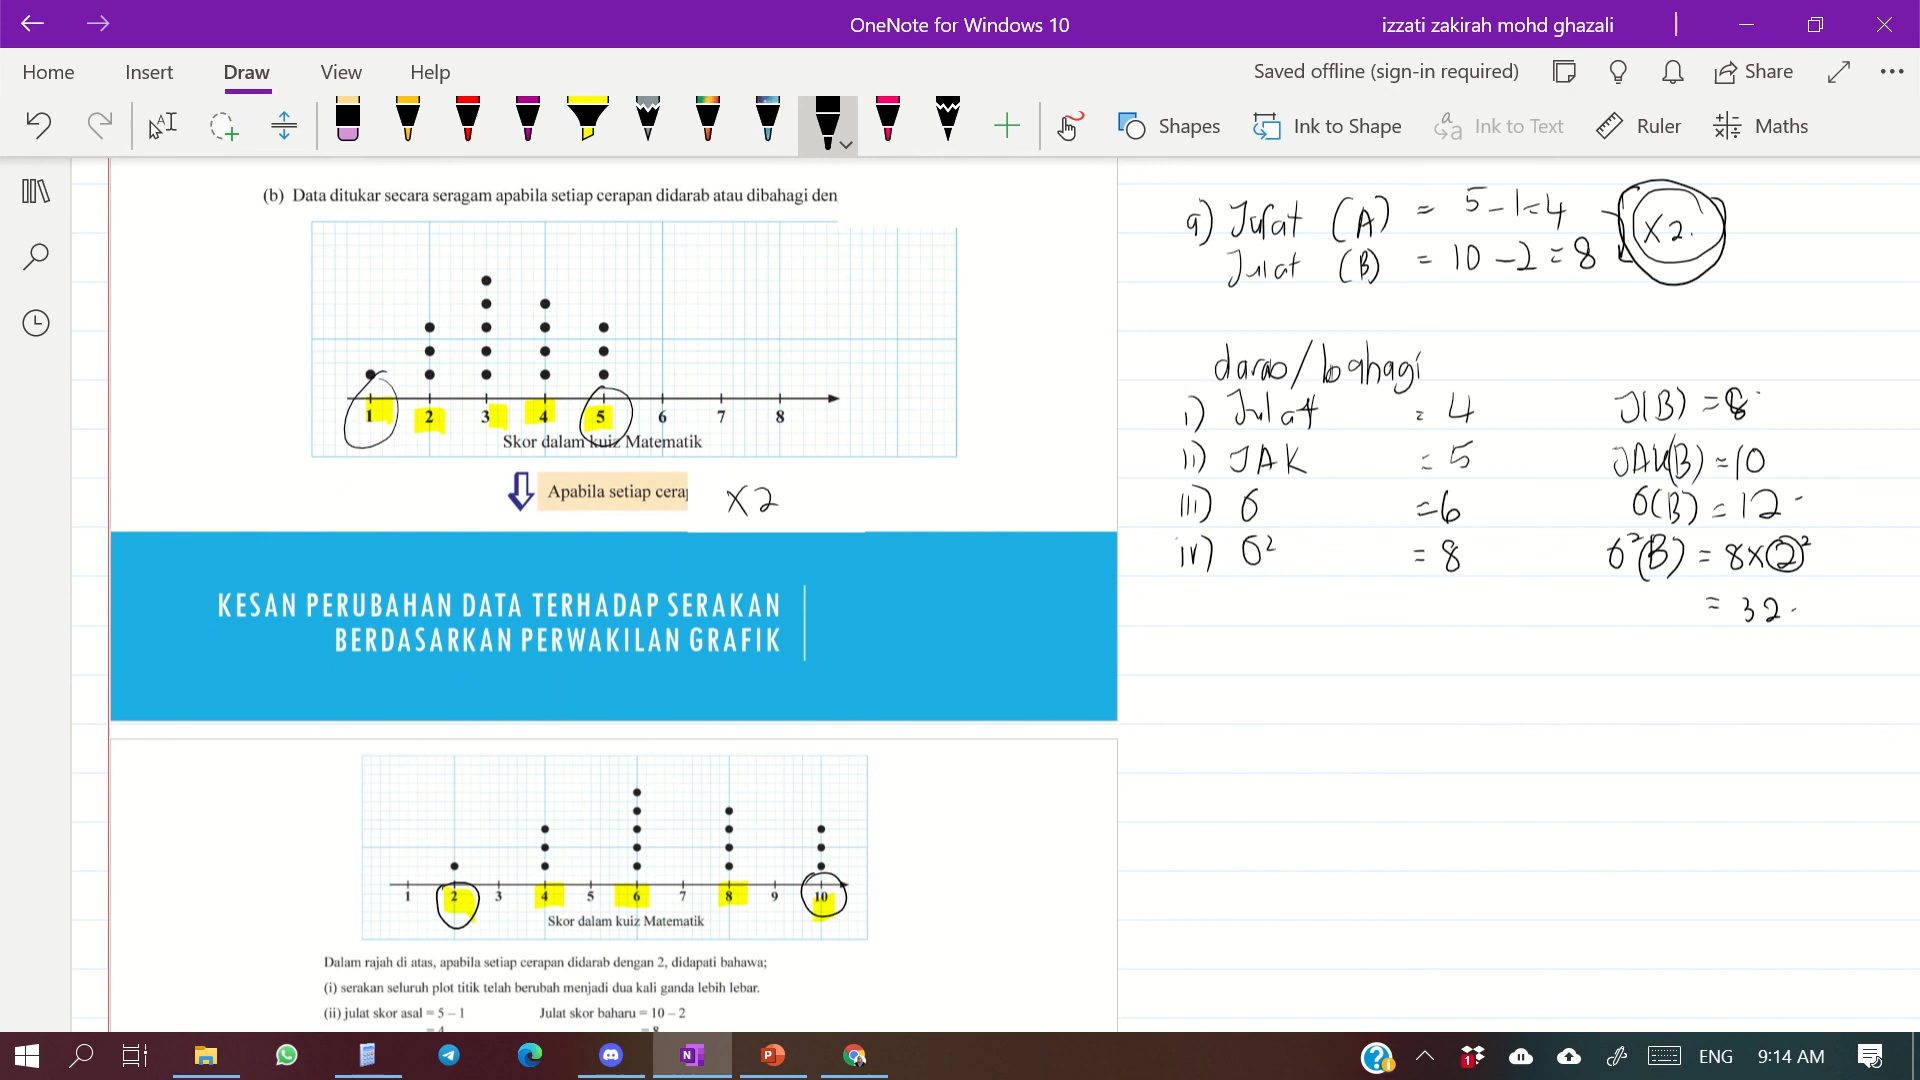 OneNote for Windows 10
izzati zakirah mohd ghazali
Home Insert Draw View Help
Saved offline (sign-in required)
Share
Shapes
Ink to Shape
Ink to Text
Ruler
Maths
(b) Data ditukar secara seragam apabila setiap cerapan didarab atau dibahagi den
1 2 3 4 5 6 7 8
Skor dalam kuiz Matematik
Apabila setiap cerap
x2
KESAN PERUBAHAN DATA TERHADAP SERAKAN
BERDASARKAN PERWAKILAN GRAFIK
1 2 3 4 5 6 7 8 9 10
Skor dalam kuiz Matematik
Dalam rajah di atas, apabila setiap cerapan didarab dengan 2, didapati bahawa;
(i) serakan seluruh plot titik telah berubah menjadi dua kali ganda lebih lebar.
(ii) julat skor asal = 5 – 1 Julat skor baharu = 10 – 2
= 4 = 8
a) Julat (A) = 5 - 1 = 4
x2.
Julat (B) = 10 - 2 = 8
darab/bahagi
i) Julat = 4 J(B) = 8
ii) JAK = 5 JAK(B) = 10
iii) σ = 6 σ(B) = 12
iv) σ² = 8 σ²(B) = 8x2²
= 32
1
ENG
9:14 AM